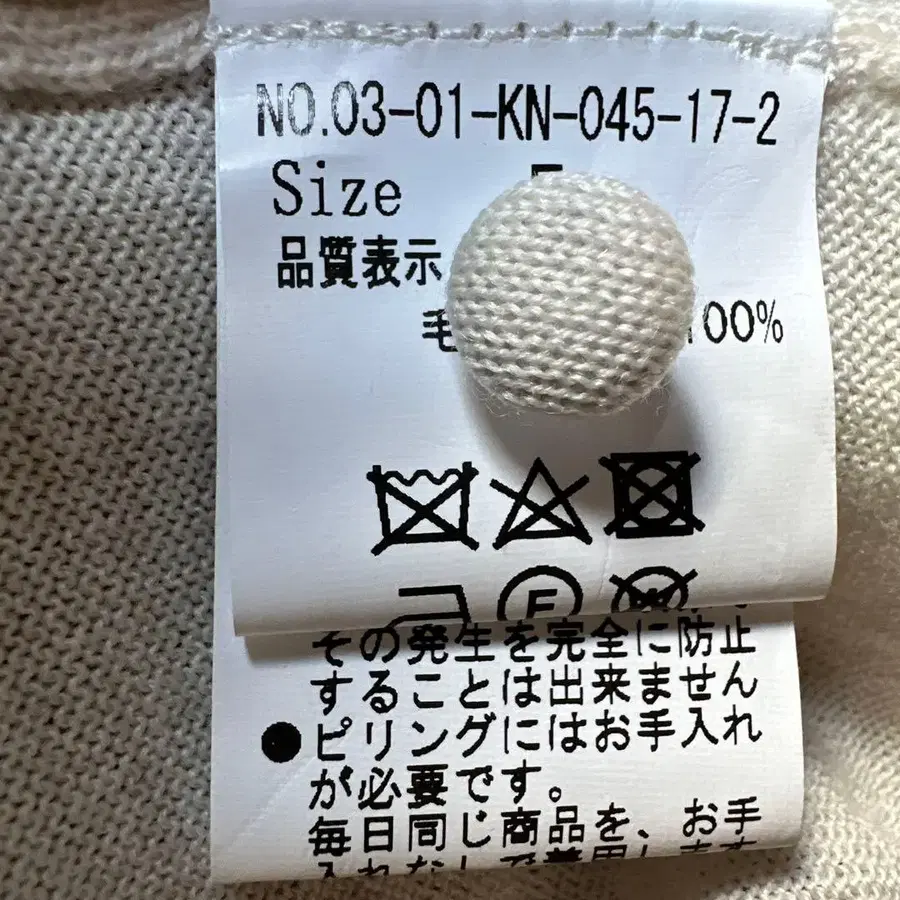 NO.03-01-KN-045-17-2
Size
品質表示
毛 100%
その発生を完全に防止
することは出来ません
●ピリングにはお手入れ
が必要です。
毎日同じ商品を、お手